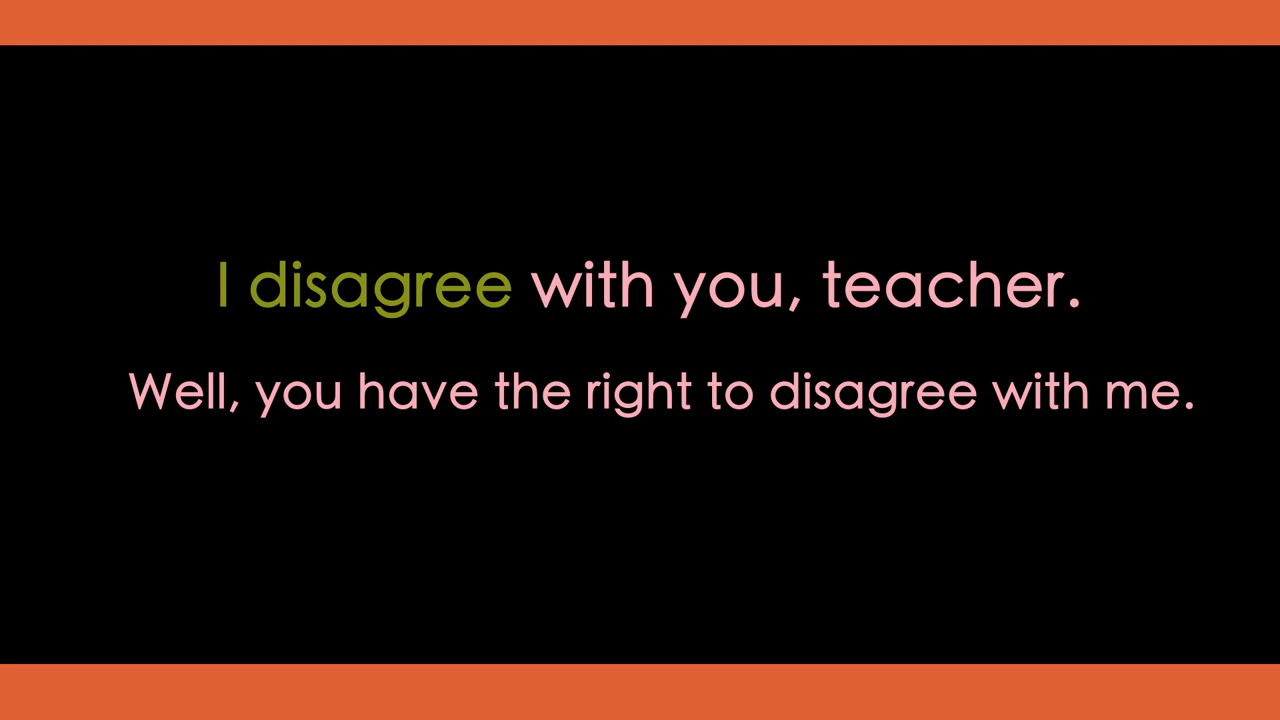 I disagree with you, teacher.
Well, you have the right to disagree with me.